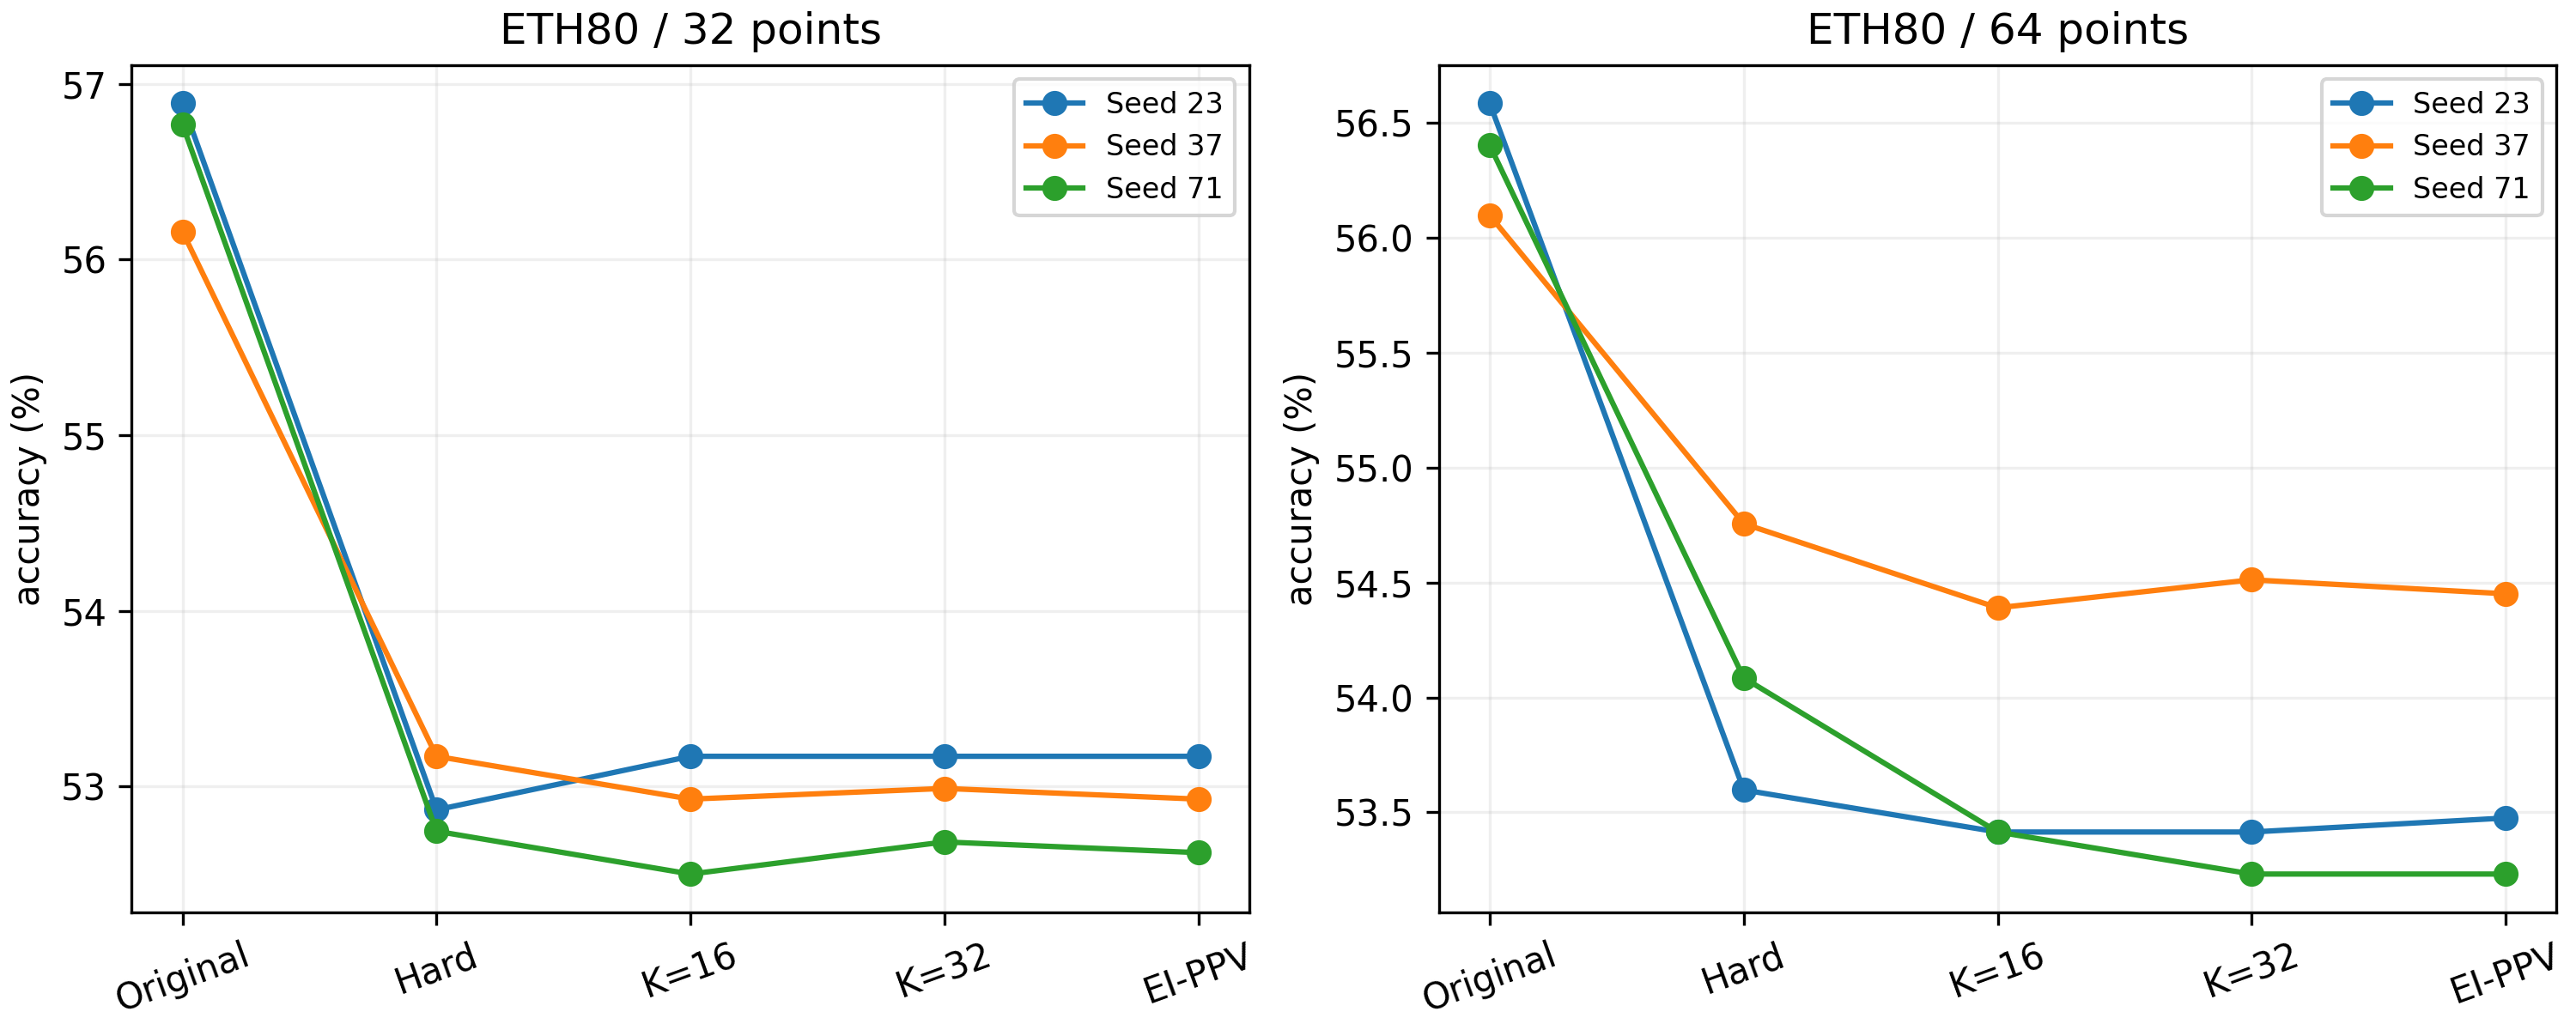 ETH80 / 32 points
57
56
55
54
53
accuracy (%)
Seed 23
Seed 37
Seed 71
Original
Hard
K=16
K=32
EI-PPV
ETH80 / 64 points
56.5
56.0
55.5
55.0
54.5
54.0
53.5
accuracy (%)
Seed 23
Seed 37
Seed 71
Original
Hard
K=16
K=32
EI-PPV